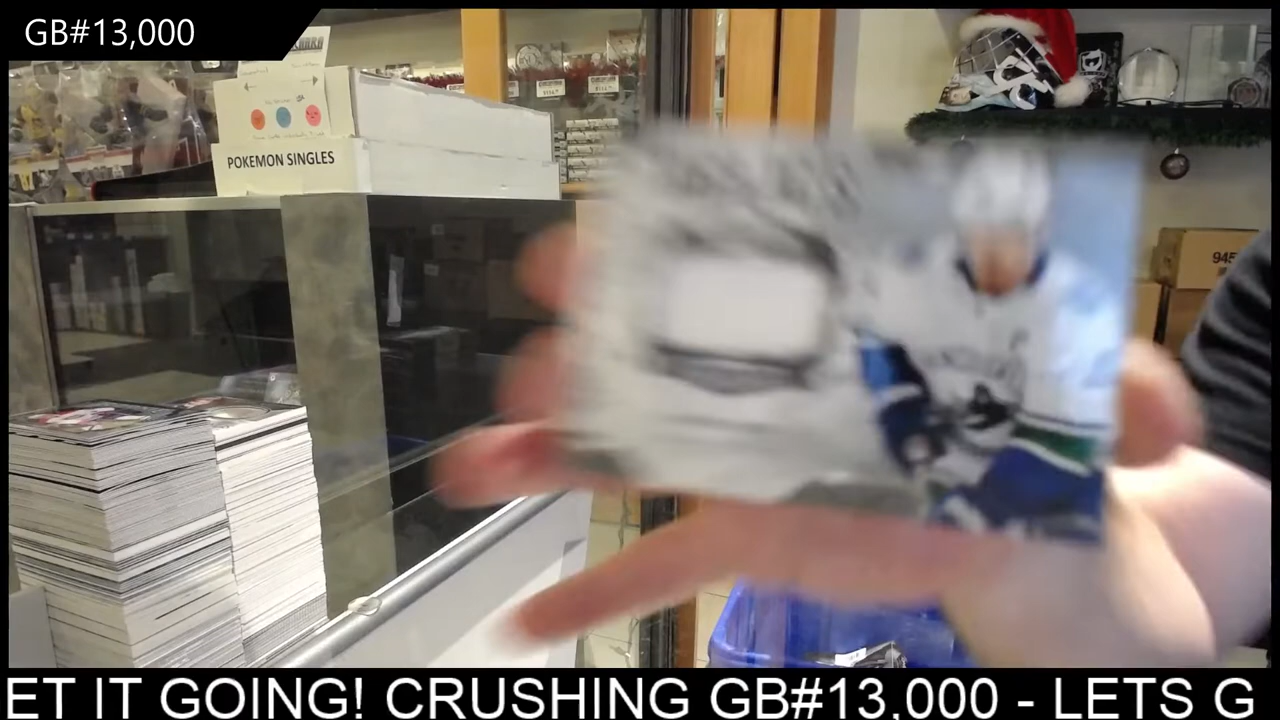 GB#13,000
POKEMON SINGLES
945
ET IT GOING! CRUSHING GB#13,000 - LETS G